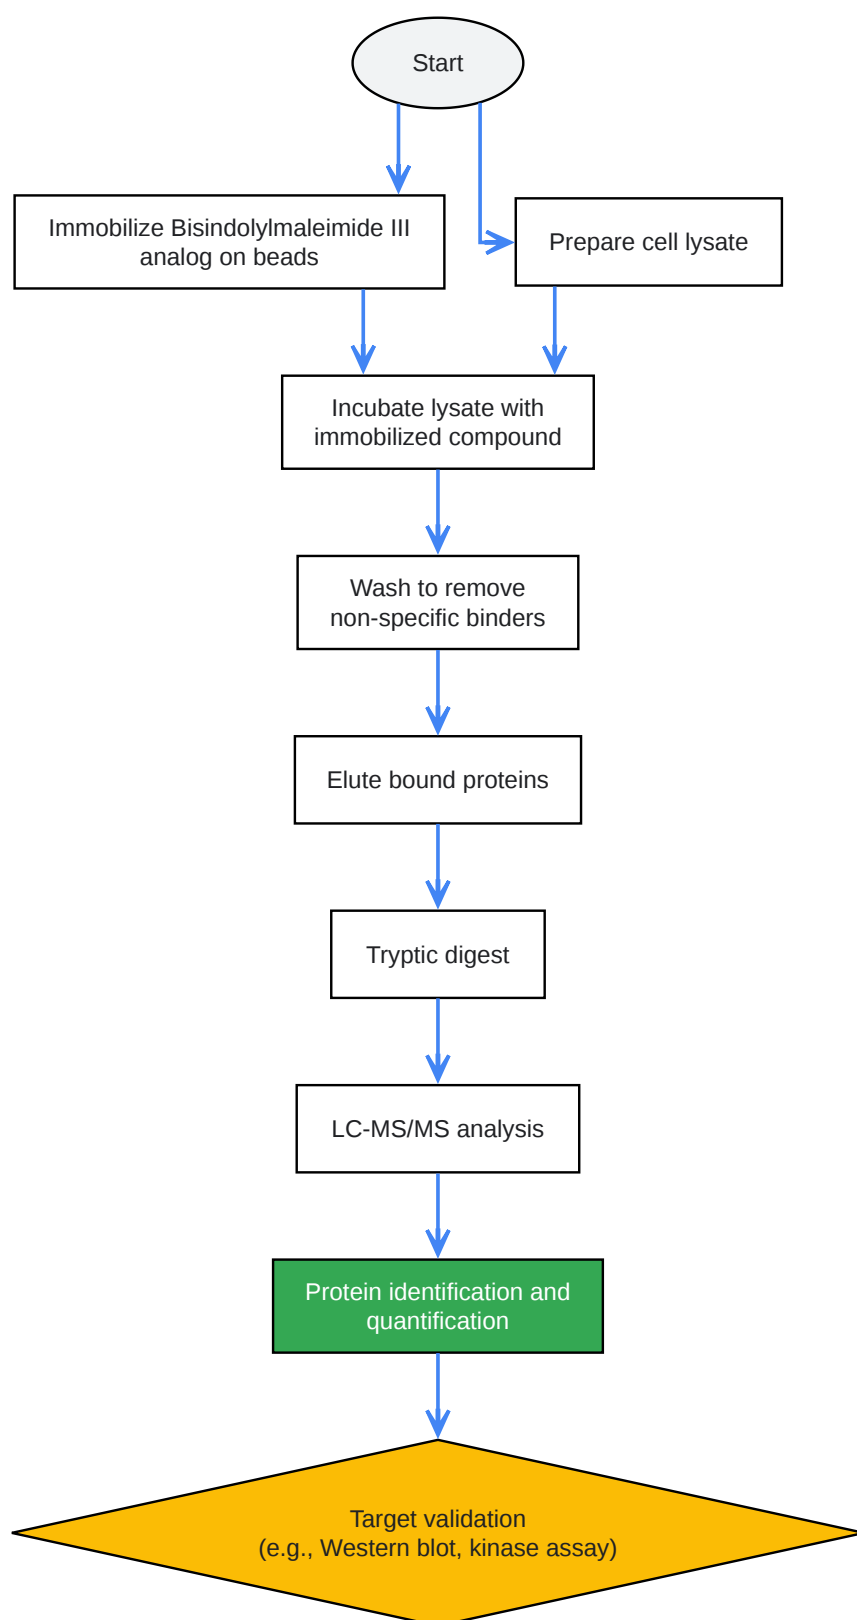 Start
Immobilize Bisindolylmaleimide III
analog on beads
Prepare cell lysate
Incubate lysate with
immobilized compound
Wash to remove
non-specific binders
Elute bound proteins
Tryptic digest
LC-MS/MS analysis
Protein identification and
quantification
Target validation
(e.g., Western blot, kinase assay)